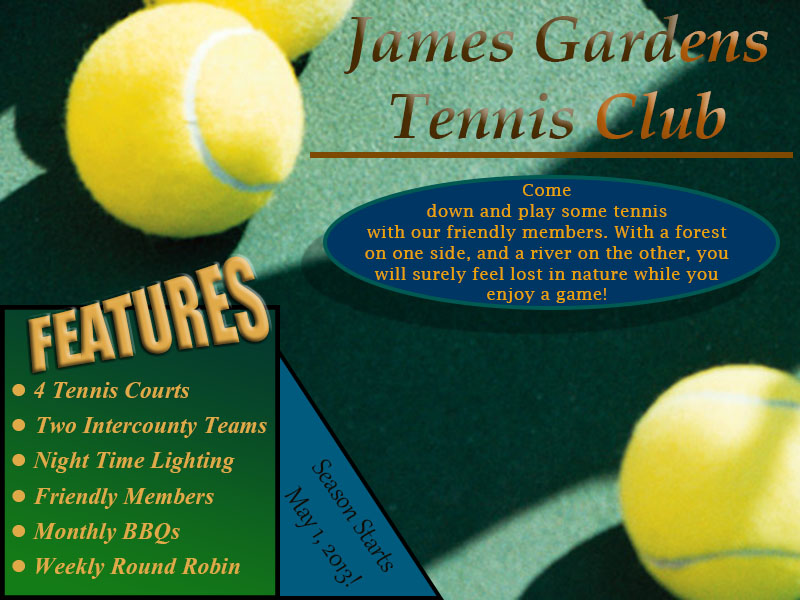 James Gardens
Tennis Club
Come
down and play some tennis
with our friendly members. With a forest
on one side, and a river on the other, you
will surely feel lost in nature while you
enjoy a game!
FEATURES
• 4 Tennis Courts
• Two Intercounty Teams
• Night Time Lighting
• Friendly Members
• Monthly BBQs
• Weekly Round Robin
Season Starts
May 1, 2013!